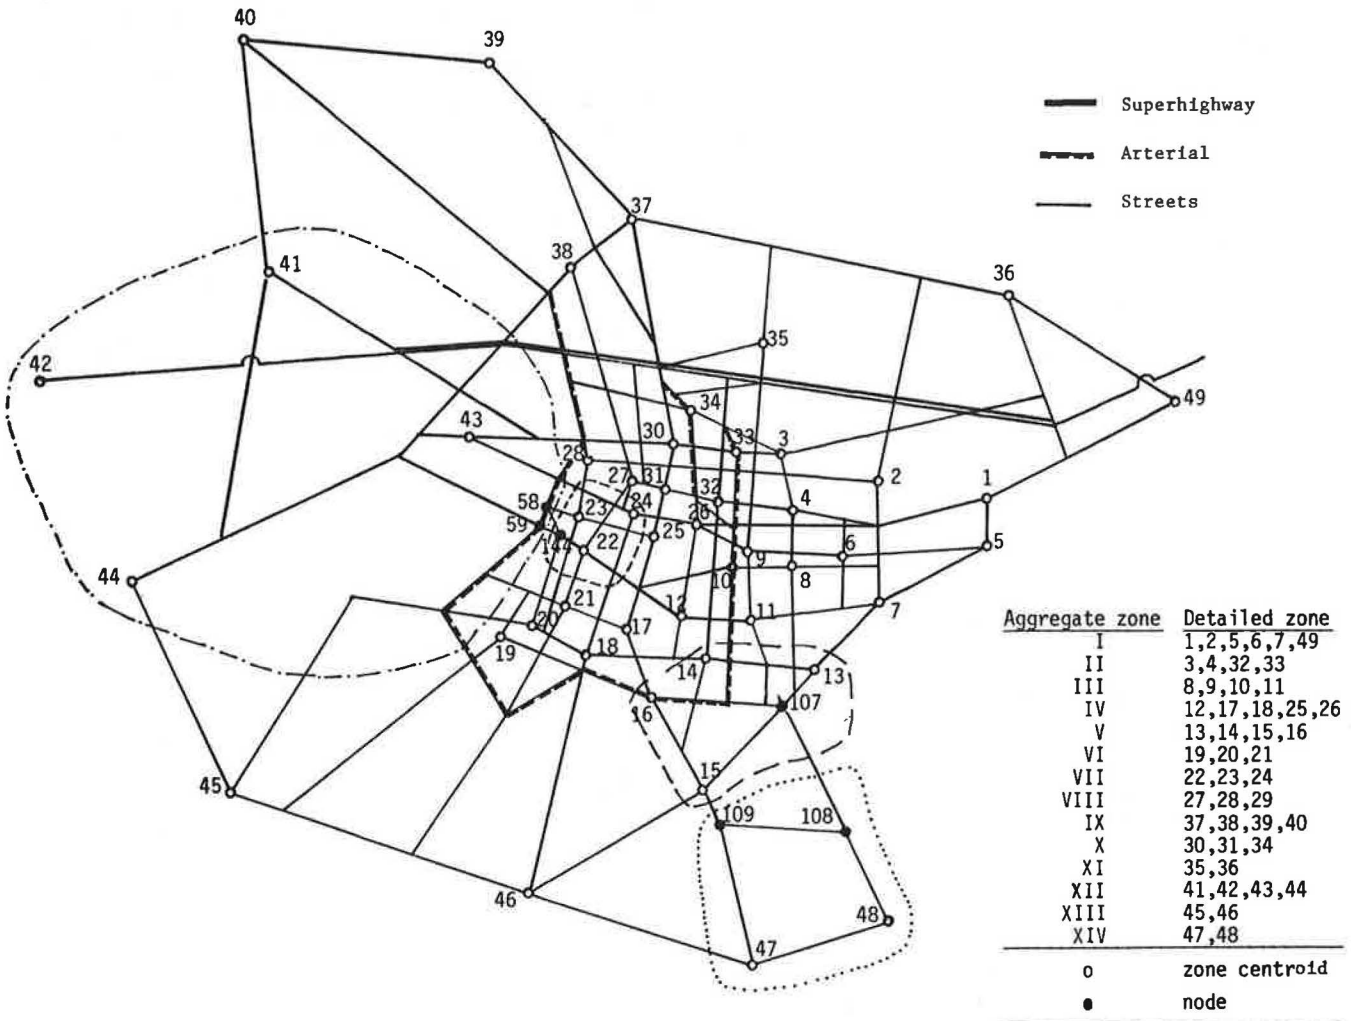 40
39
Superhighway
Arterial
Streets
37
38
36
41
35
42
49
34
43
30
33
3
28
27
31
2
32
1
58
24
4
23
26
59
25
144
22
6
5
9
10
8
44
21
12
11
7
20
17
19
18
14
13
16
107
15
45
109
108
46
48
47
Aggregate zone Detailed zone
I 1,2,5,6,7,49
II 3,4,32,33
III 8,9,10,11
IV 12,17,18,25,26
V 13,14,15,16
VI 19,20,21
VII 22,23,24
VIII 27,28,29
IX 37,38,39,40
X 30,31,34
XI 35,36
XII 41,42,43,44
XIII 45,46
XIV 47,48
o zone centroid
● node